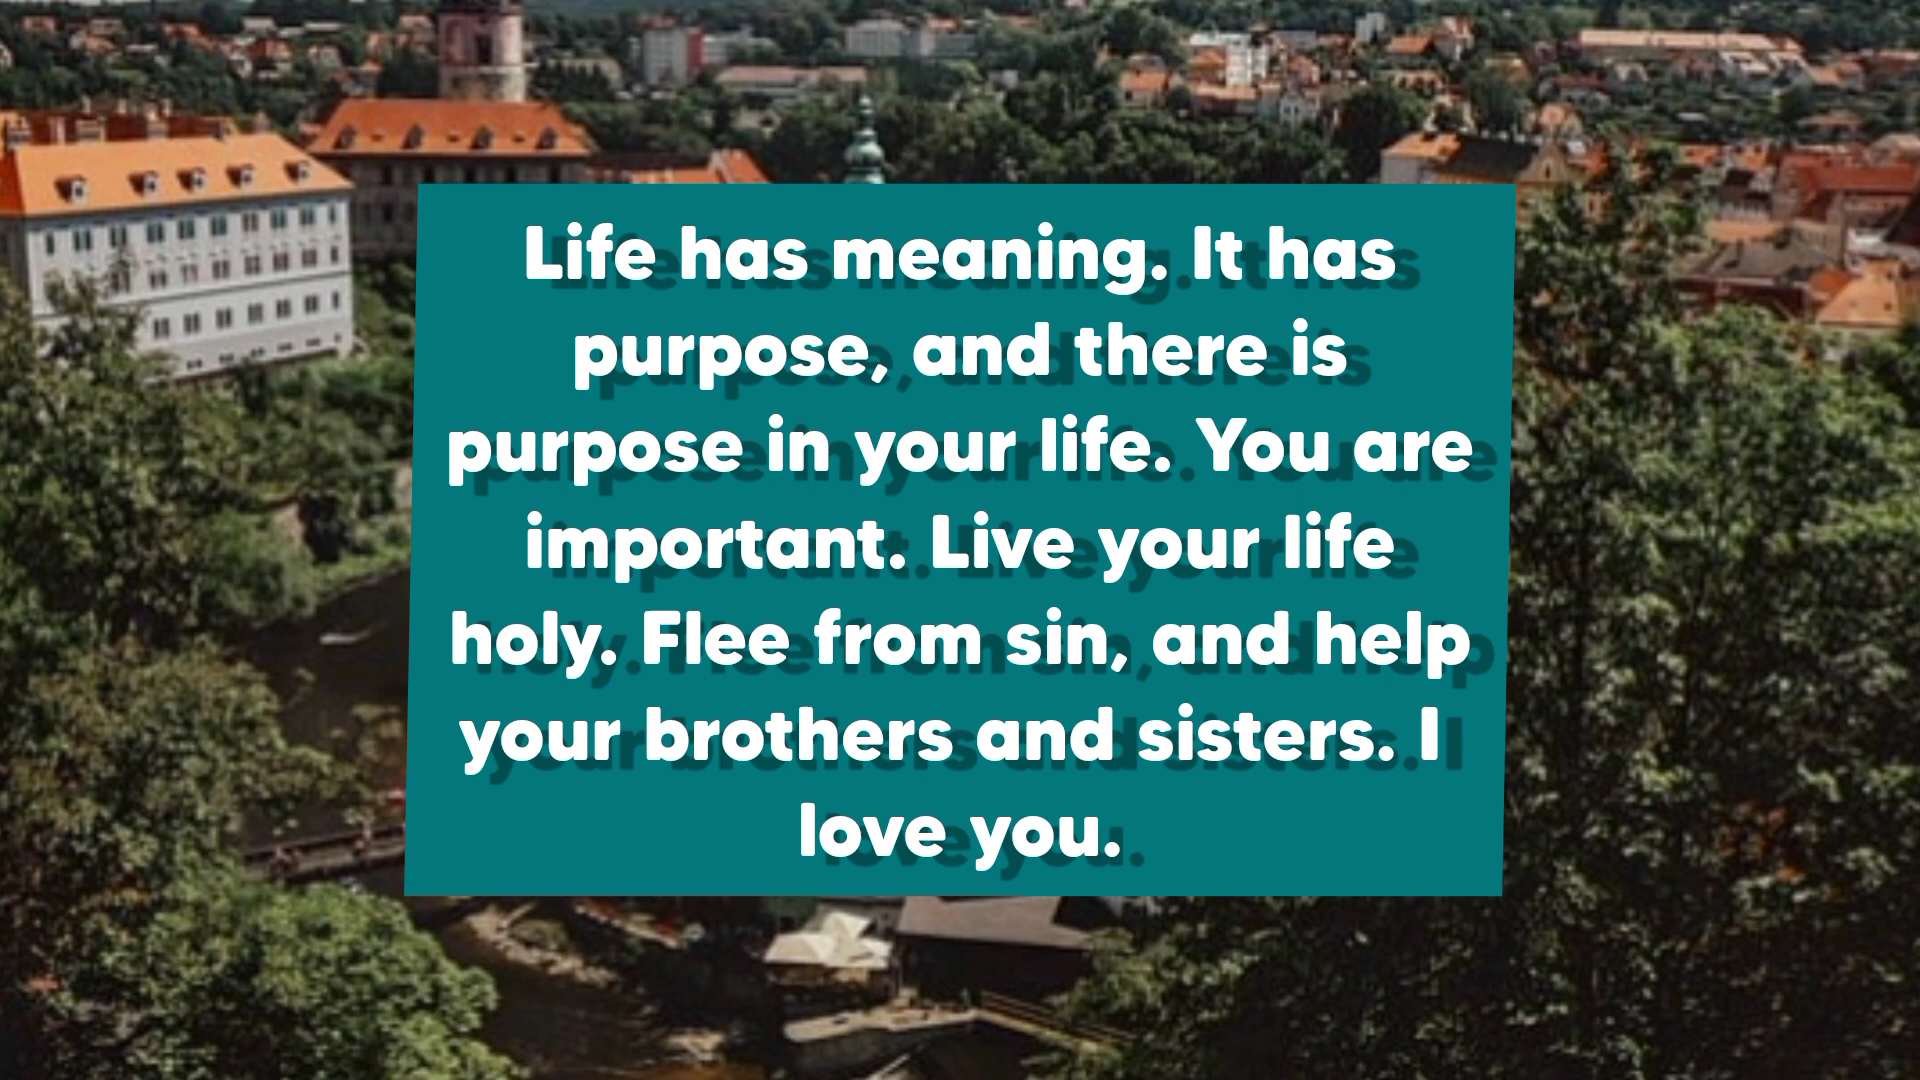 Life has meaning. It has
purpose, and there is
purpose in your life. You are
important. Live your life
holy. Flee from sin, and help
your brothers and sisters. I
love you.